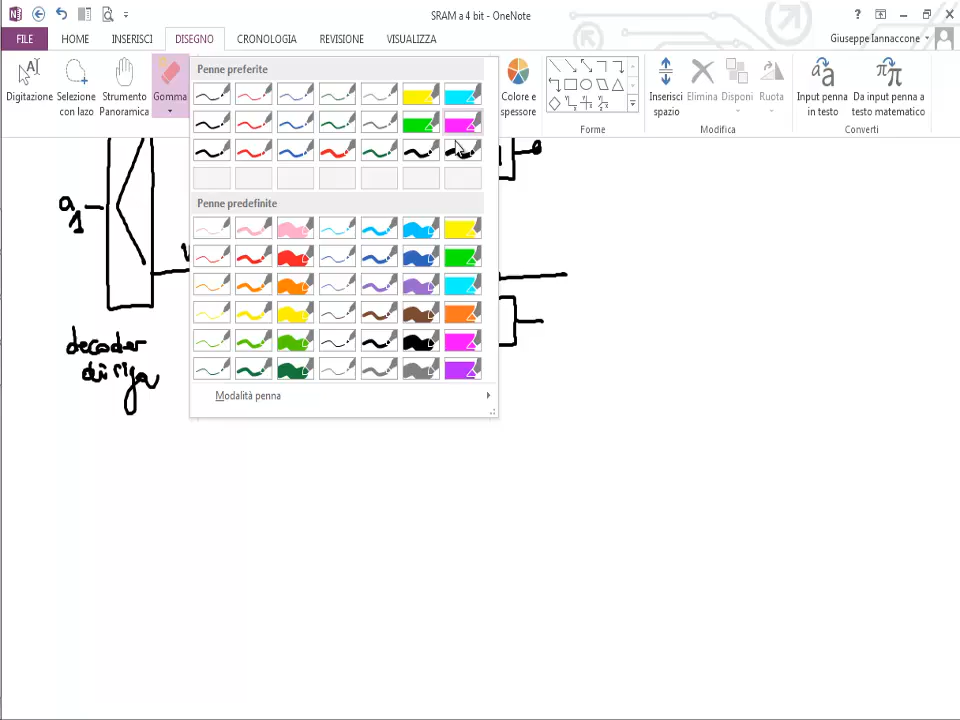 SRAM a 4 bit - OneNote
FILE HOME INSERISCI DISEGNO CRONOLOGIA REVISIONE VISUALIZZA
Giuseppe Iannaccone
Digitazione
Selezione con lazo
Strumento Panoramica
Gomma
Penne preferite
Penne predefinite
Modalità penna
Colore e spessore
Forme
Inserisci spazio
Elimina
Disponi
Ruota
Modifica
Input penna in testo
Da input penna a testo matematico
Converti
a
1
decoder
di riga